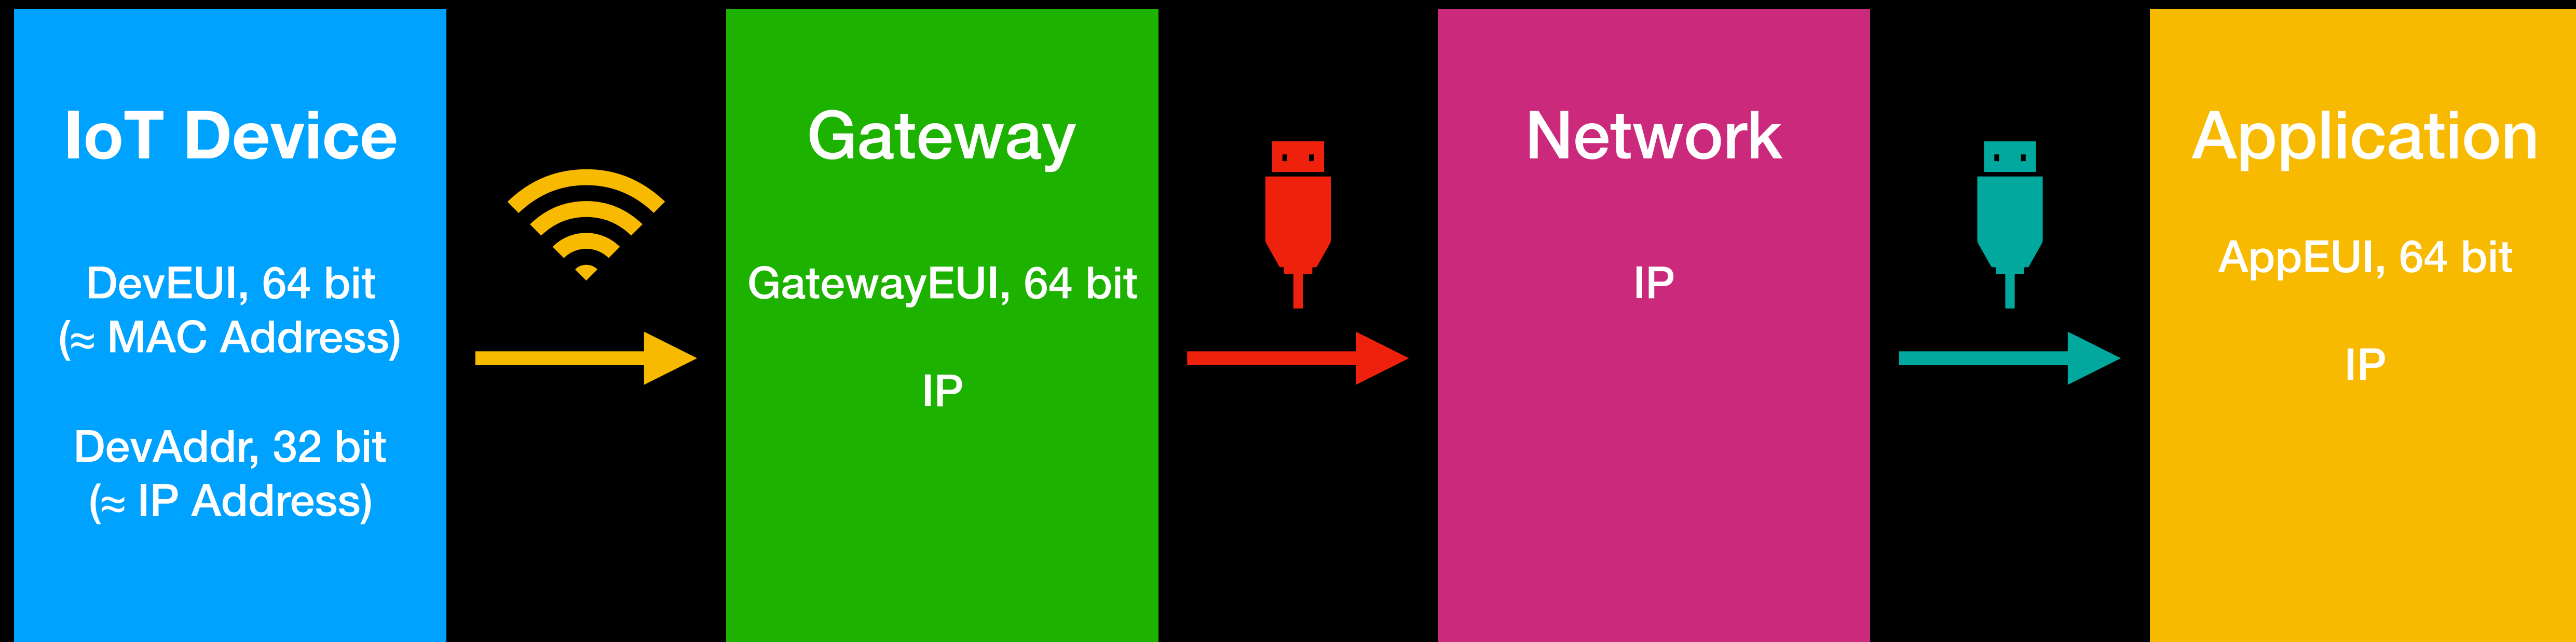 IoT Device
DevEUI, 64 bit
(≈ MAC Address)
DevAddr, 32 bit
(≈ IP Address)
Gateway
GatewayEUI, 64 bit
IP
Network
IP
Application
AppEUI, 64 bit
IP